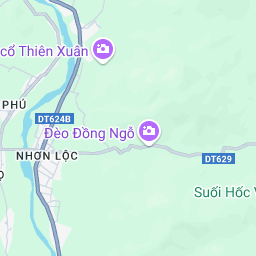 cổ Thiên Xuân
PHÚ
DT624B
Đèo Đồng Ngỗ
NHƠN LỘC
DT629
Suối Hốc V
Ọ